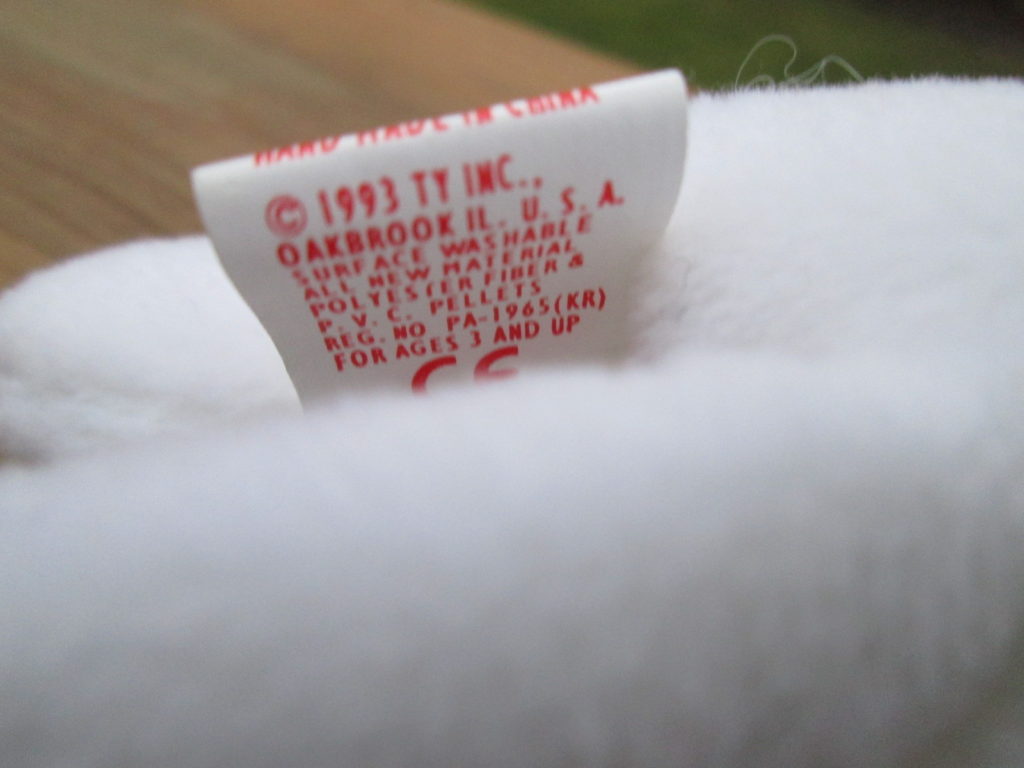 HAND MADE IN CHINA
© 1993 TY INC.,
OAKBROOK IL. U. S. A.
SURFACE WASHABLE
ALL NEW MATERIAL
POLYESTER FIBER &
P. V. C. PELLETS
REG. NO. PA-1965(KR)
FOR AGES 3 AND UP
CE